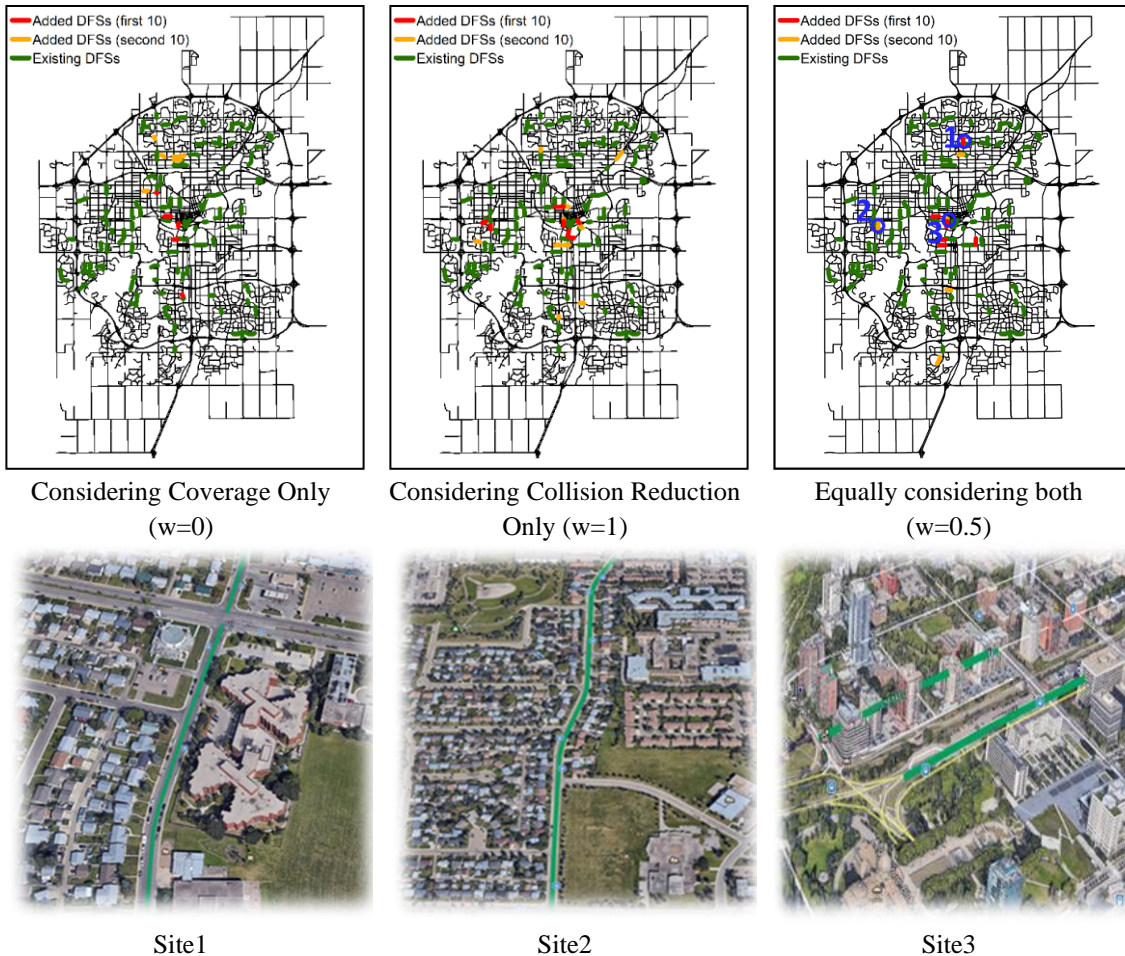 Added DFSs (first 10)
Added DFSs (second 10)
Existing DFSs
Added DFSs (first 10)
Added DFSs (second 10)
Existing DFSs
Added DFSs (first 10)
Added DFSs (second 10)
Existing DFSs
1
2
3
Considering Coverage Only
(w=0)
Considering Collision Reduction
Only (w=1)
Equally considering both
(w=0.5)
Site1
Site2
Site3